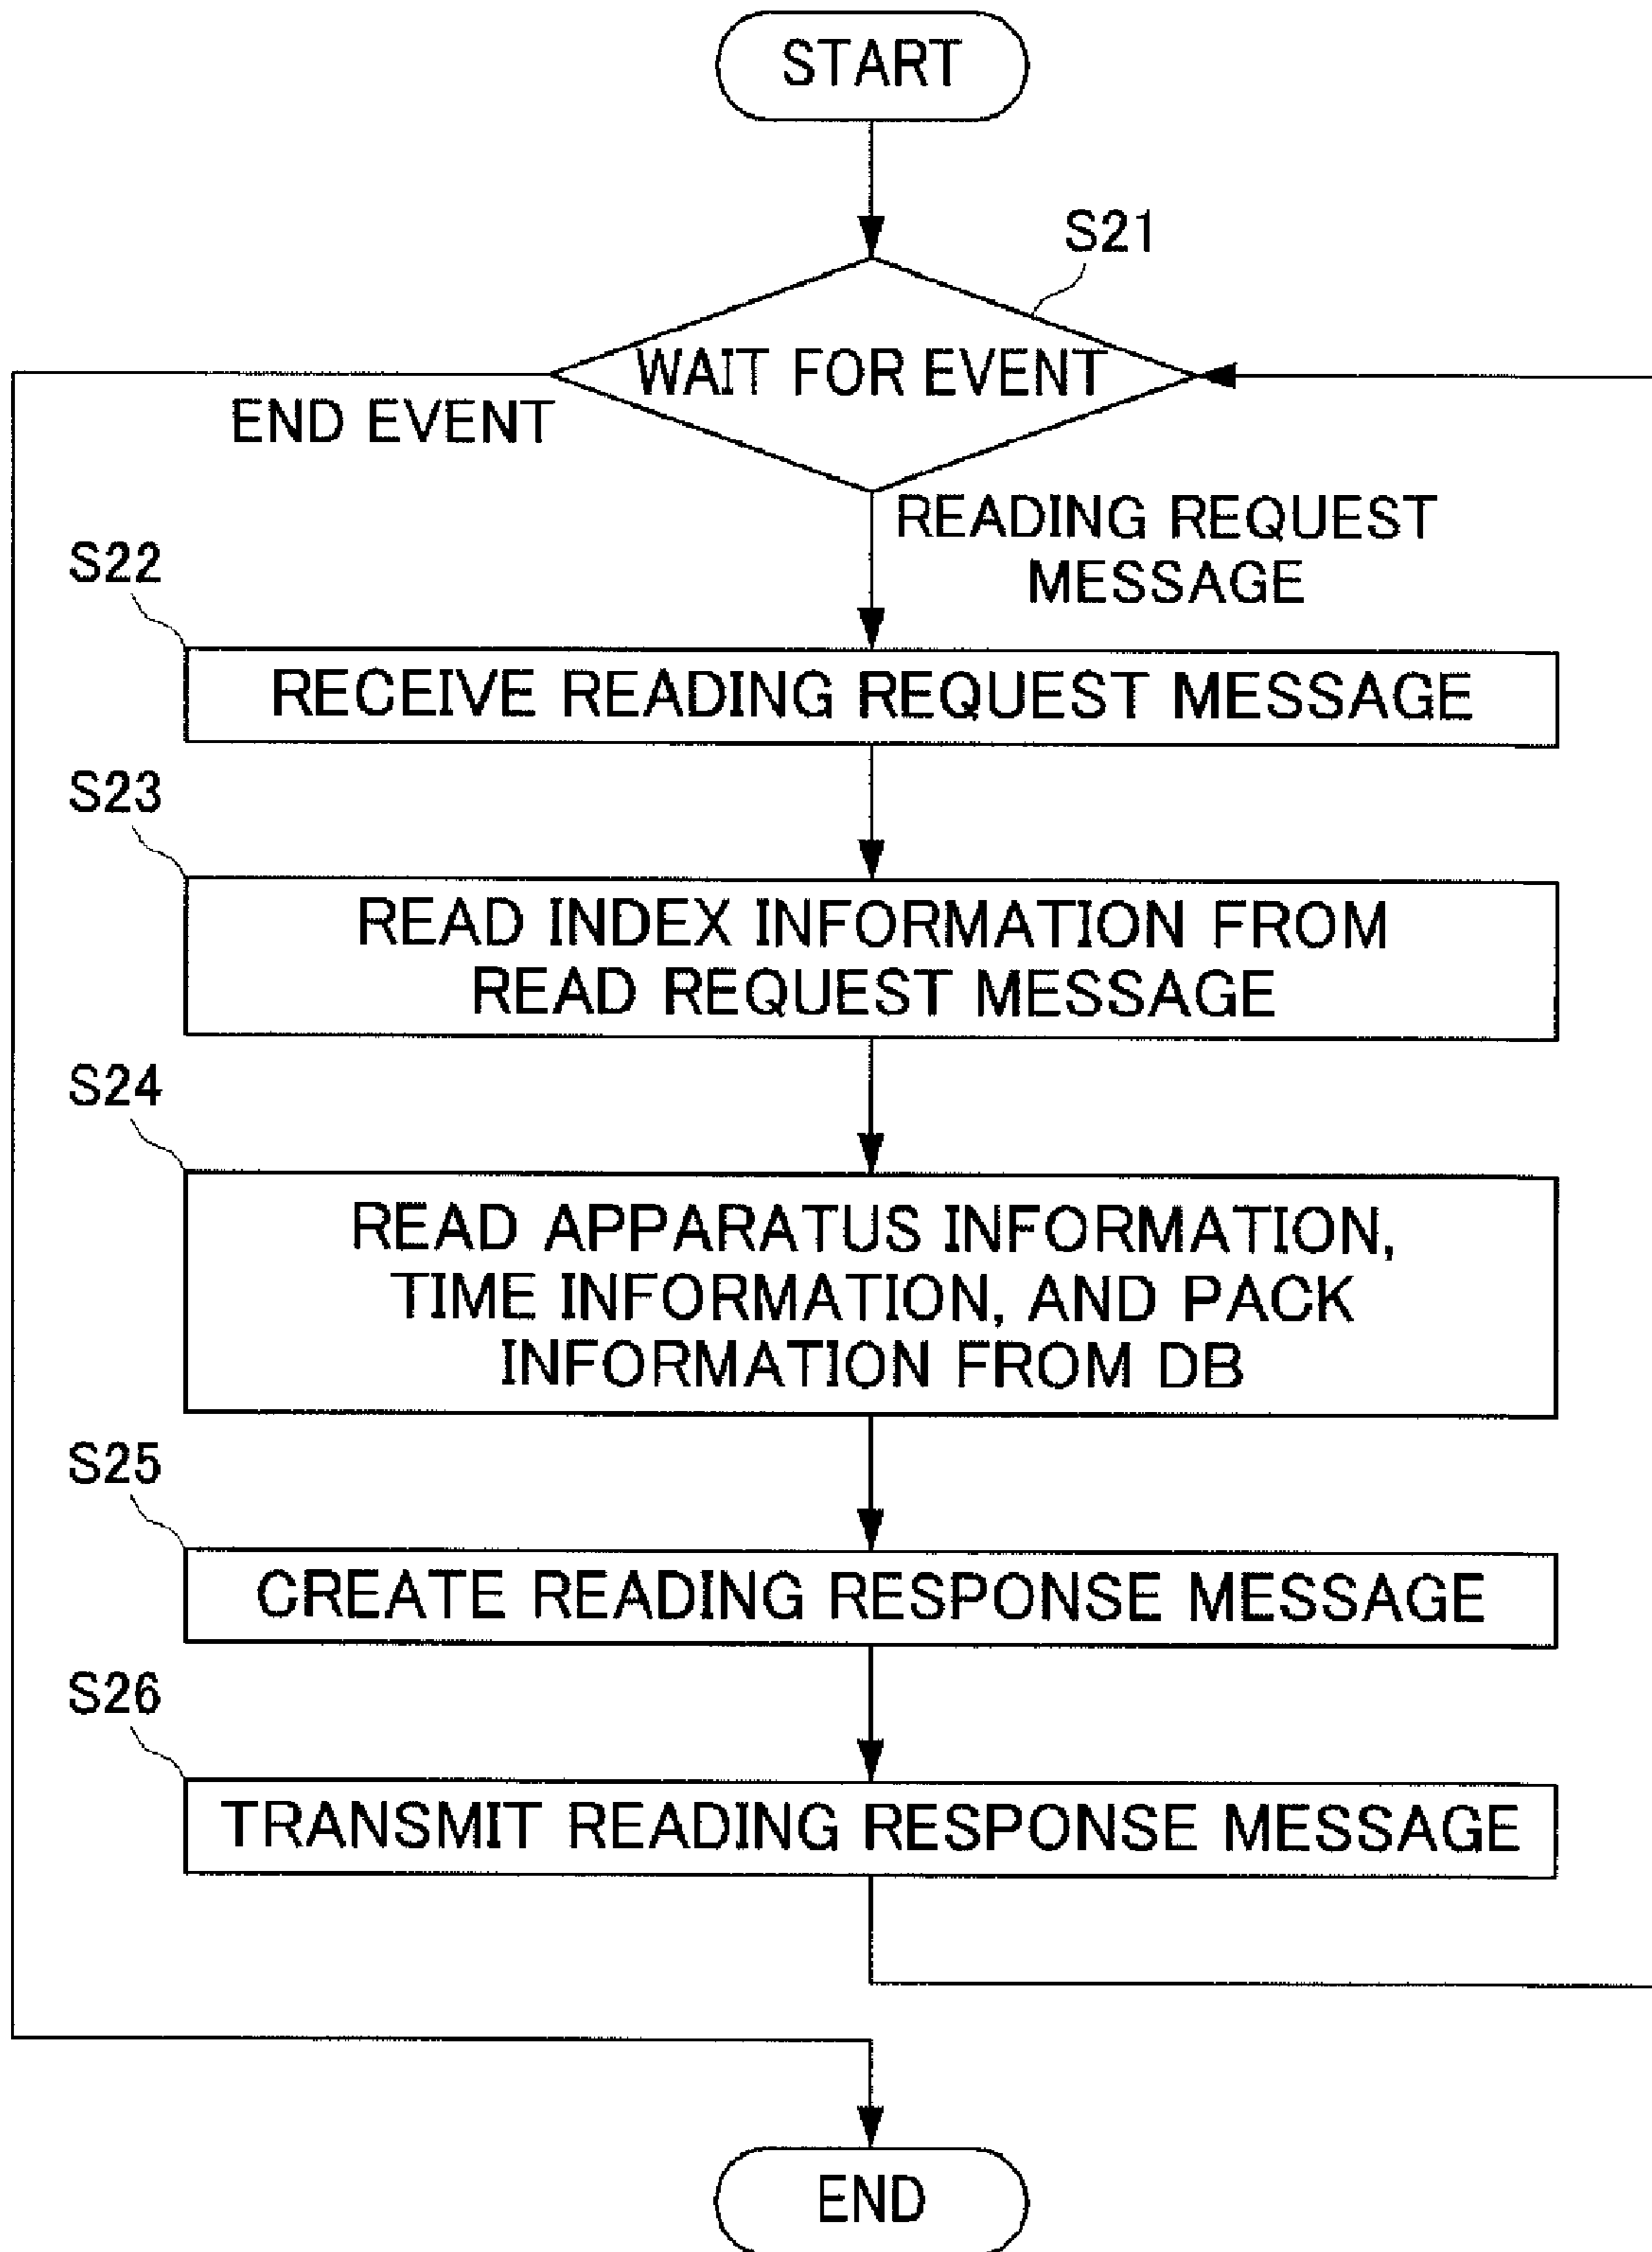 START
S21
WAIT FOR EVENT
END EVENT
READING REQUEST
MESSAGE
S22
RECEIVE READING REQUEST MESSAGE
S23
READ INDEX INFORMATION FROM
READ REQUEST MESSAGE
S24
READ APPARATUS INFORMATION,
TIME INFORMATION, AND PACK
INFORMATION FROM DB
S25
CREATE READING RESPONSE MESSAGE
S26
TRANSMIT READING RESPONSE MESSAGE
END